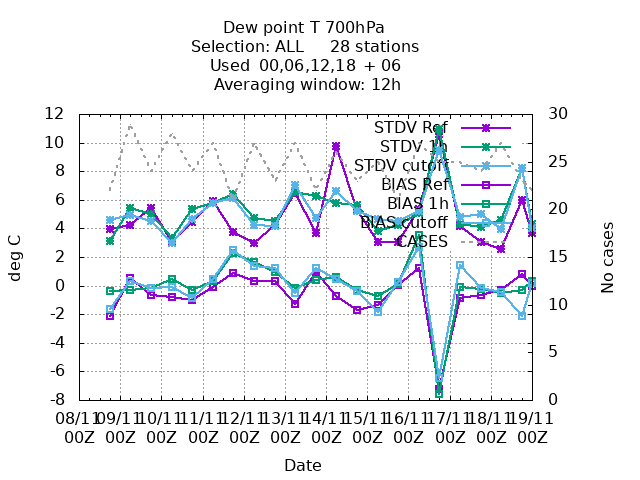 Dew point T 700hPa
Selection: ALL 28 stations
Used 00,06,12,18 + 06
Averaging window: 12h
12 30
10 25
8
6 20
4
2 15
0 10
-2
-4 5
-6
-8 0
deg C
No cases
STDV Ref
STDV 1h
STDV cutoff
BIAS Ref
BIAS 1h
BIAS cutoff
CASES
08/11 09/11 10/11 11/11 12/11 13/11 14/11 15/11 16/11 17/11 18/11 19/11
00Z 00Z 00Z 00Z 00Z 00Z 00Z 00Z 00Z 00Z 00Z 00Z
Date